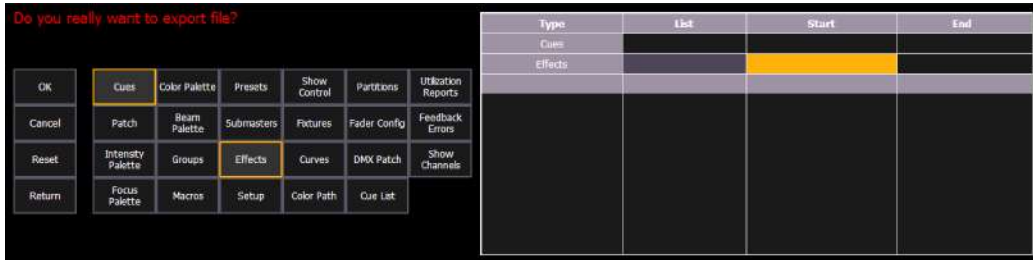 Do you really want to export file?
Type List Start End
Cues
Effects
OK Cues Color Palette Presets Show Control Partitions Utilization Reports
Cancel Patch Beam Palette Submasters Fixtures Fader Config Feedback Errors
Reset Intensity Palette Groups Effects Curves DMX Patch Show Channels
Return Focus Palette Macros Setup Color Path Cue List